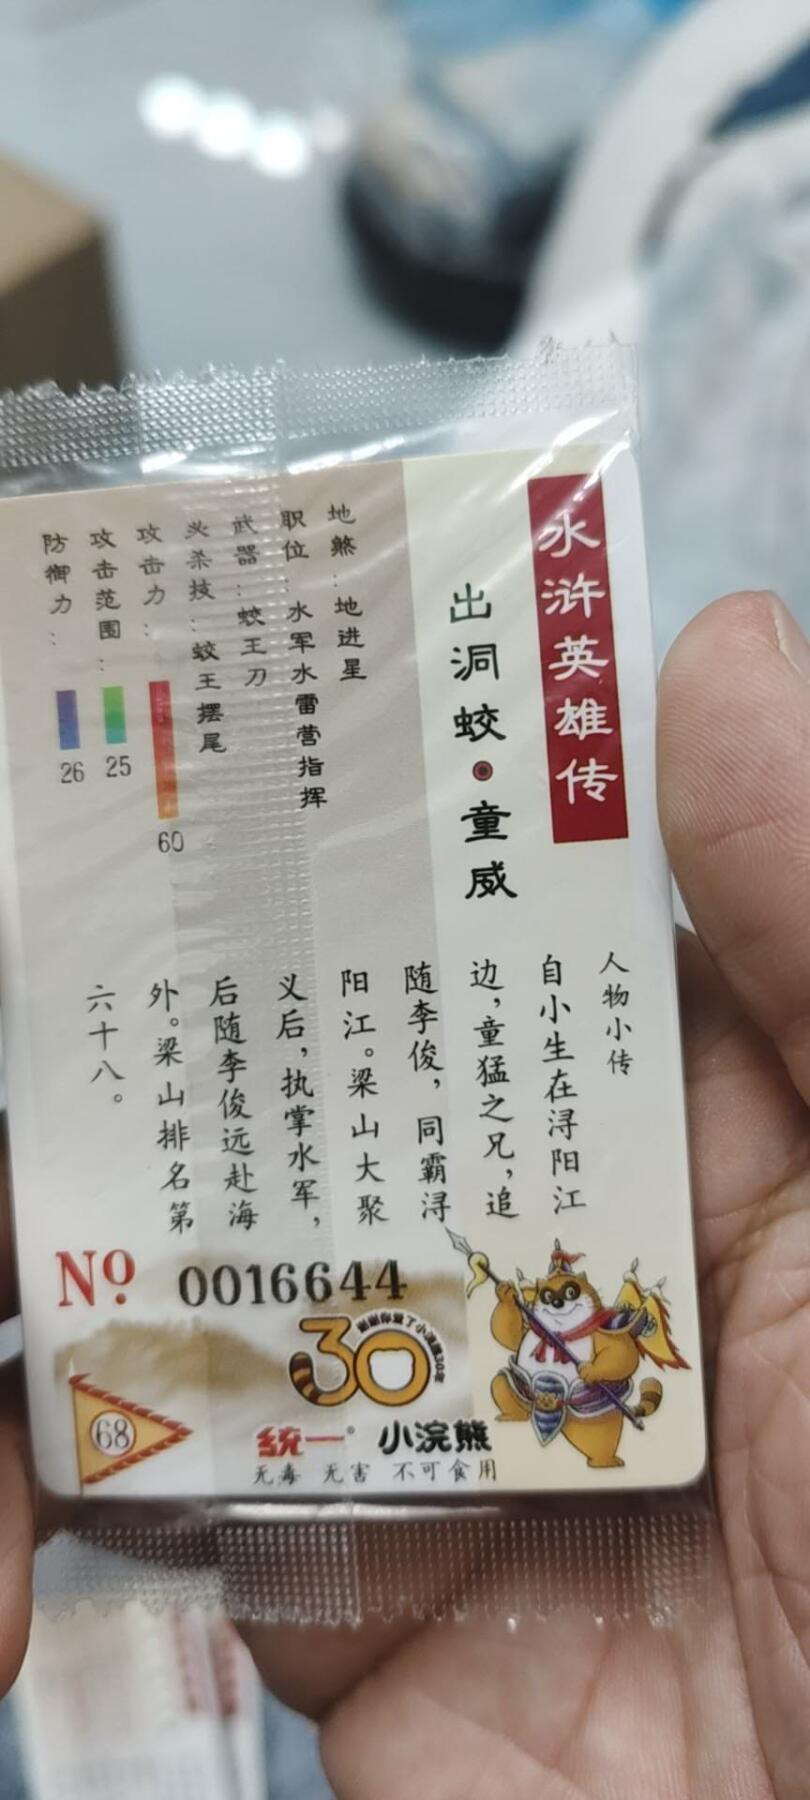 水浒英雄传
出洞蛟·童威
地煞：地进星
职位：水军水雷营指挥
武器：蛟王刀
必杀技：蛟王摆尾
攻击力：
60
攻击范围：
25
防御力：
26
人物小传
自小生在浔阳江
边，童猛之兄，追
随李俊，同霸浔
阳江。梁山大聚
义后，执掌水军，
后随李俊远赴海
外。梁山排名第
六十八。
No. 0016644
30
68
统一 小浣熊
无毒 无害 不可食用